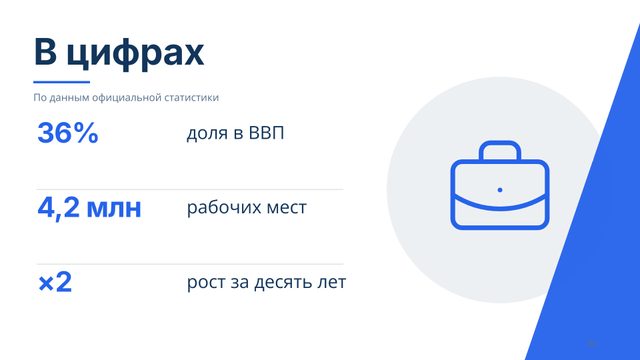 В цифрах
По данным официальной статистики
36% доля в ВВП
4,2 млн рабочих мест
×2 рост за десять лет